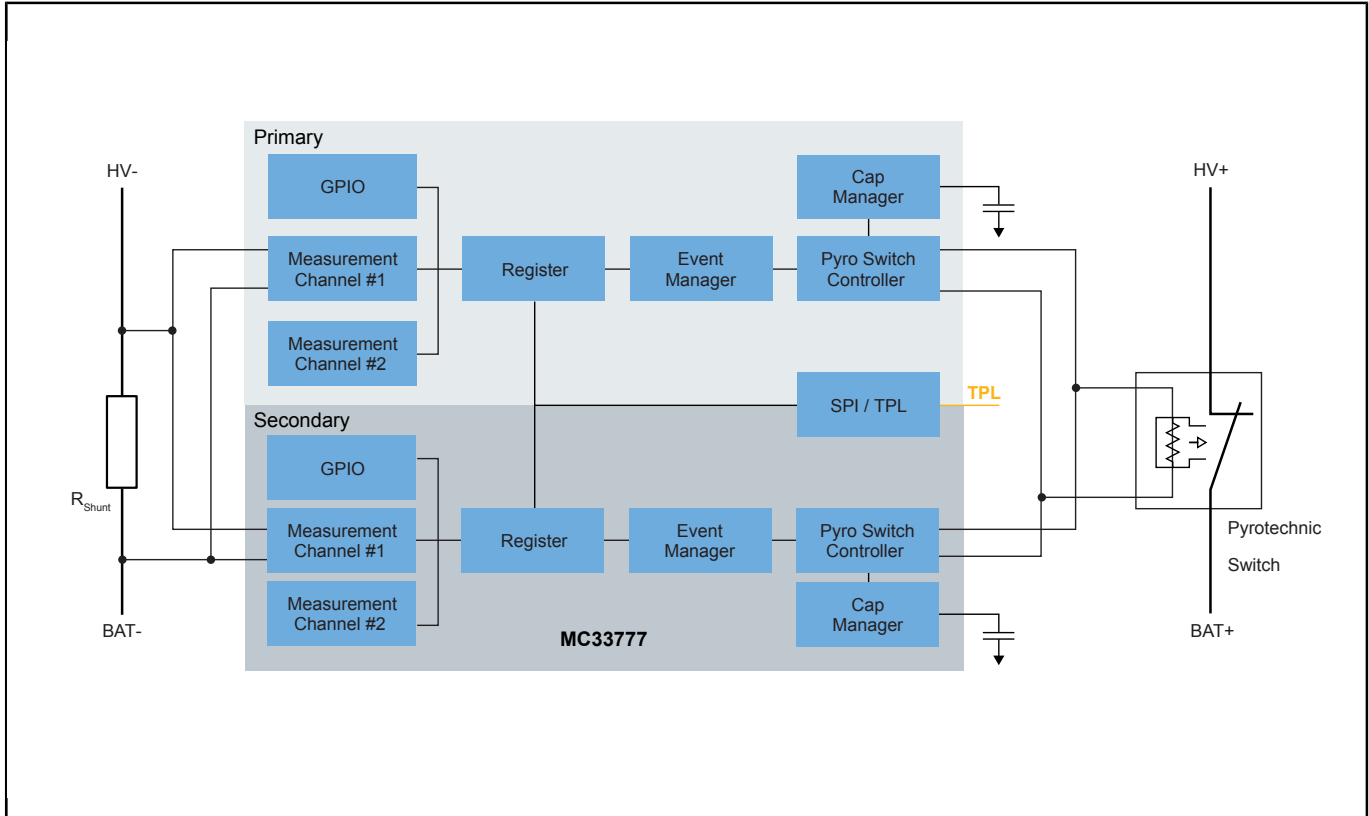 Primary
HV-
GPIO
Cap
Manager
HV+
Measurement
Channel #1
Register
Event
Manager
Pyro Switch
Controller
Measurement
Channel #2
SPI / TPL
TPL
Secondary
GPIO
RShunt
Measurement
Channel #1
Register
Event
Manager
Pyro Switch
Controller
Pyrotechnic
Switch
Measurement
Channel #2
Cap
Manager
BAT-
MC33777
BAT+